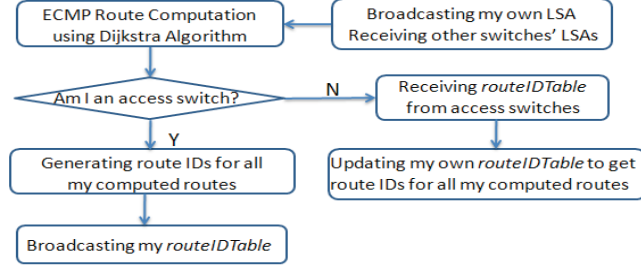 ECMP Route Computation
using Dijkstra Algorithm
Broadcasting my own LSA
Receiving other switches' LSAs
Am I an access switch?
N
Receiving routeIDTable
from access switches
Y
Generating route IDs for all
my computed routes
Updating my own routeIDTable to get
route IDs for all my computed routes
Broadcasting my routeIDTable